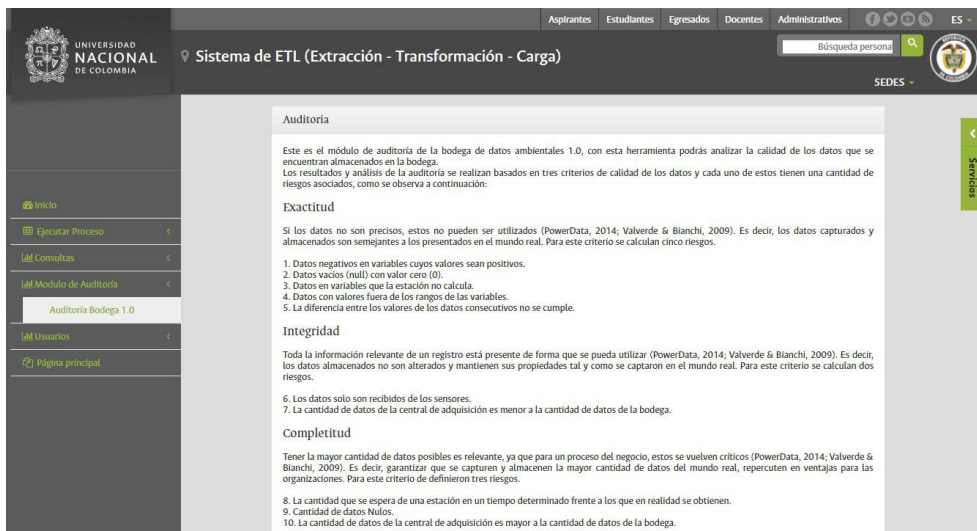 Aspirantes Estudiantes Egresados Docentes Administrativos ES
UNIVERSIDAD
NACIONAL
DE COLOMBIA
Sistema de ETL (Extracción - Transformación - Carga)
Búsqueda persona
SEDES
Servicios
Inicio
Ejecutar Proceso
Consultas
Modulo de Auditoría
Auditoría Bodega 1.0
Usuarios
Página principal
Auditoría
Este es el módulo de auditoría de la bodega de datos ambientales 1.0, con esta herramienta podrás analizar la calidad de los datos que se
encuentran almacenados en la bodega.
Los resultados y análisis de la auditoría se realizan basados en tres criterios de calidad de los datos y cada uno de estos tienen una cantidad de
riesgos asociados, como se observa a continuación:
Exactitud
Si los datos no son precisos, estos no pueden ser utilizados (PowerData, 2014; Valverde & Bianchi, 2009). Es decir, los datos capturados y
almacenados son semejantes a los presentados en el mundo real. Para este criterio se calculan cinco riesgos.
1. Datos negativos en variables cuyos valores sean positivos.
2. Datos vacíos (null) con valor cero (0).
3. Datos en variables que la estación no calcula.
4. Datos con valores fuera de los rangos de las variables.
5. La diferencia entre los valores de los datos consecutivos no se cumple.
Integridad
Toda la información relevante de un registro está presente de forma que se pueda utilizar (PowerData, 2014; Valverde & Bianchi, 2009). Es decir,
los datos almacenados no son alterados y mantienen sus propiedades tal y como se captaron en el mundo real. Para este criterio se calculan dos
riesgos.
6. Los datos solo son recibidos de los sensores.
7. La cantidad de datos de la central de adquisición es menor a la cantidad de datos de la bodega.
Completitud
Tener la mayor cantidad de datos posibles es relevante, ya que para un proceso del negocio, estos se vuelven críticos (PowerData, 2014; Valverde &
Bianchi, 2009). Es decir, garantizar que se capturen y almacenen la mayor cantidad de datos del mundo real, repercuten en ventajas para las
organizaciones. Para este criterio de definieron tres riesgos.
8. La cantidad que se espera de una estación en un tiempo determinado frente a los que en realidad se obtienen.
9. Cantidad de datos Nulos.
10. La cantidad de datos de la central de adquisición es mayor a la cantidad de datos de la bodega.